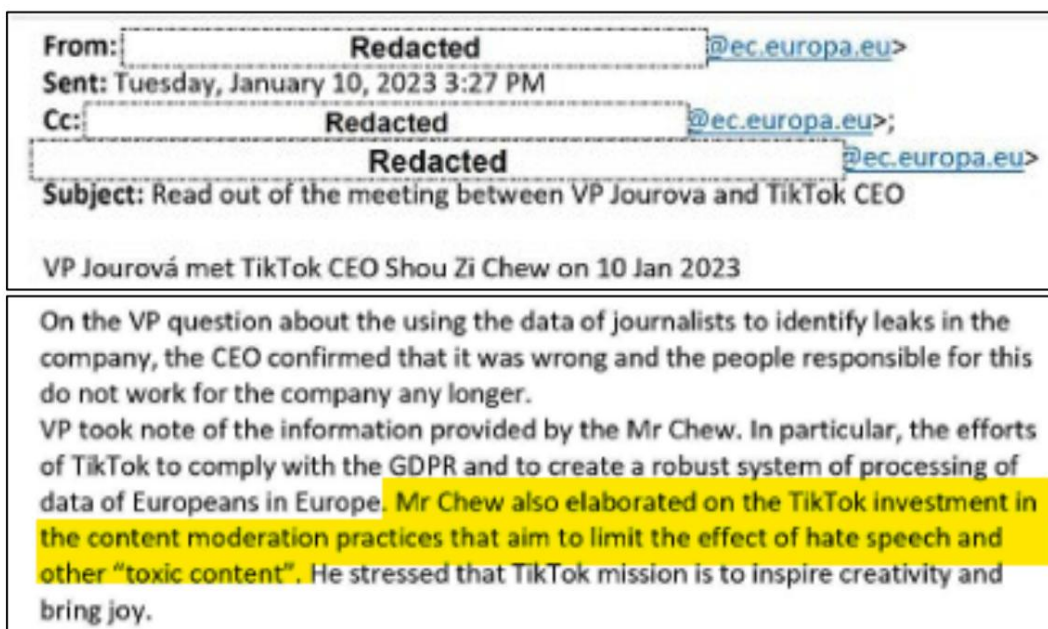 From: Redacted @ec.europa.eu>
Sent: Tuesday, January 10, 2023 3:27 PM
Cc: Redacted @ec.europa.eu>;
Redacted @ec.europa.eu>
Subject: Read out of the meeting between VP Jourova and TikTok CEO
VP Jourová met TikTok CEO Shou Zi Chew on 10 Jan 2023
On the VP question about the using the data of journalists to identify leaks in the
company, the CEO confirmed that it was wrong and the people responsible for this
do not work for the company any longer.
VP took note of the information provided by the Mr Chew. In particular, the efforts
of TikTok to comply with the GDPR and to create a robust system of processing of
data of Europeans in Europe. Mr Chew also elaborated on the TikTok investment in
the content moderation practices that aim to limit the effect of hate speech and
other “toxic content”. He stressed that TikTok mission is to inspire creativity and
bring joy.